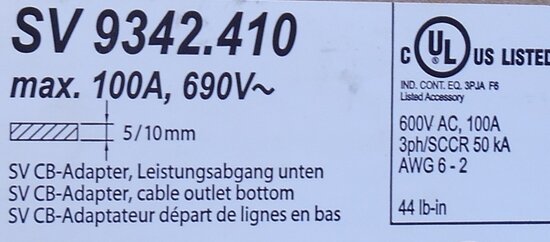 SV 9342.410
max. 100A, 690V~
5/10mm
SV CB-Adapter, Leistungsabgang unten
SV CB-Adapter, cable outlet bottom
SV CB-Adaptateur départ de lignes en bas
C UL ® US LISTED
IND. CONT. EQ. 3PJA F6
Listed Accessory
600V AC, 100A
3ph/SCCR 50 kA
AWG 6 - 2
44 lb-in